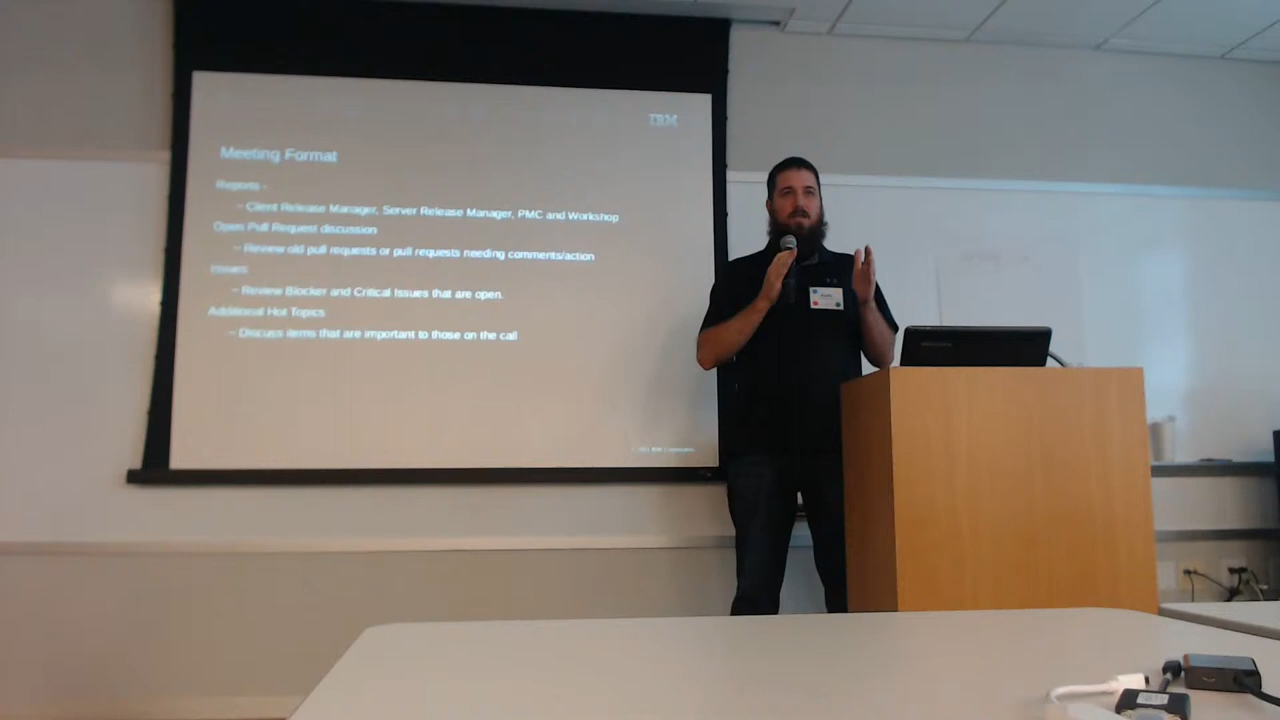 IBM
Meeting Format
Reports -
– Client Release Manager, Server Release Manager, PMC and Workshop
Open Pull Request discussion
– Review old pull requests or pull requests needing comments/action
Issues
– Review Blocker and Critical Issues that are open.
Additional Hot Topics
– Discuss items that are important to those on the call